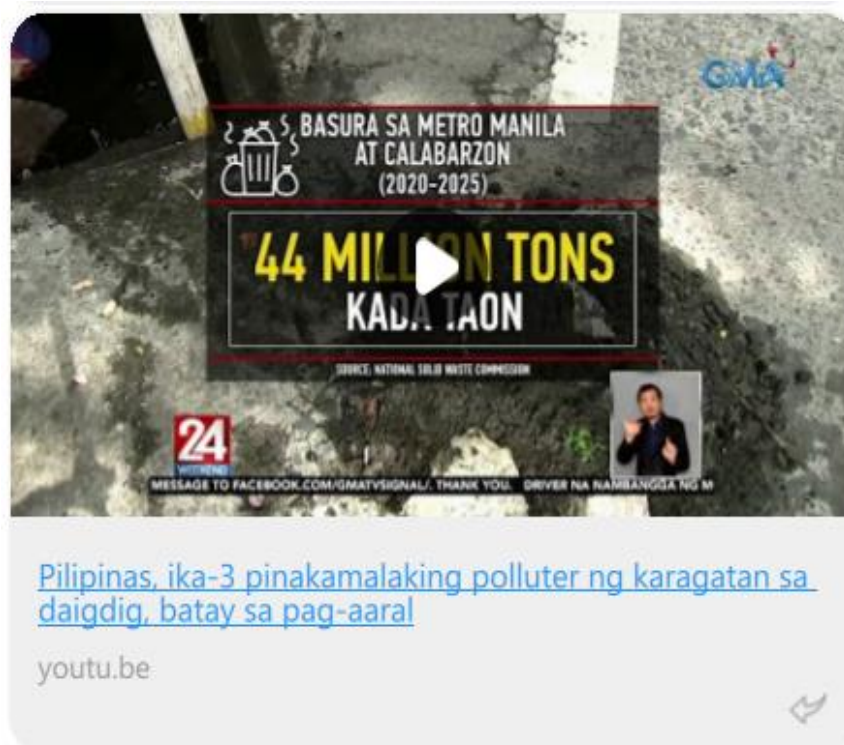 GMA
BASURA SA METRO MANILA
AT CALABARZON
(2020-2025)
"44 MILLION TONS
KADA TAON
SOURCE: NATIONAL SOLID WASTE COMMISSION
24
WEEKEND
MESSAGE TO FACEBOOK.COM/GMATVSIGNAL/. THANK YOU. DRIVER NA NAMBANGGA NG M
Pilipinas, ika-3 pinakamalaking polluter ng karagatan sa
daigdig, batay sa pag-aaral
youtu.be